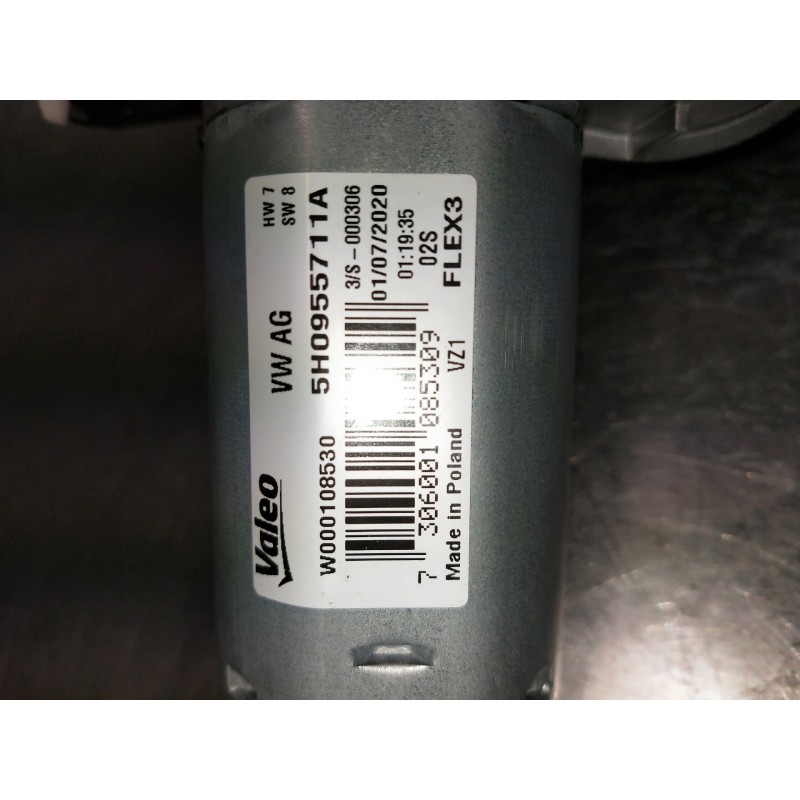 HW 7
SW 8
VW AG
5H0955711A
3/S - 000306
01/07/2020
01:19:35
02S
FLEX3
Valeo
W000108530
7 306001 085309
VZ1
Made in Poland